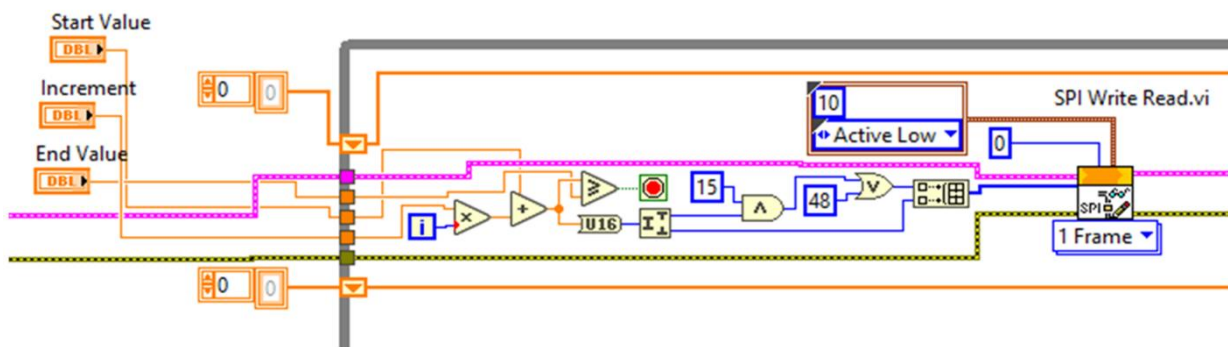 Start Value
DBL
Increment
DBL
End Value
DBL
0 0
0 0
i
U16
15
48
10
Active Low
0
SPI Write Read.vi
SPI
1 Frame